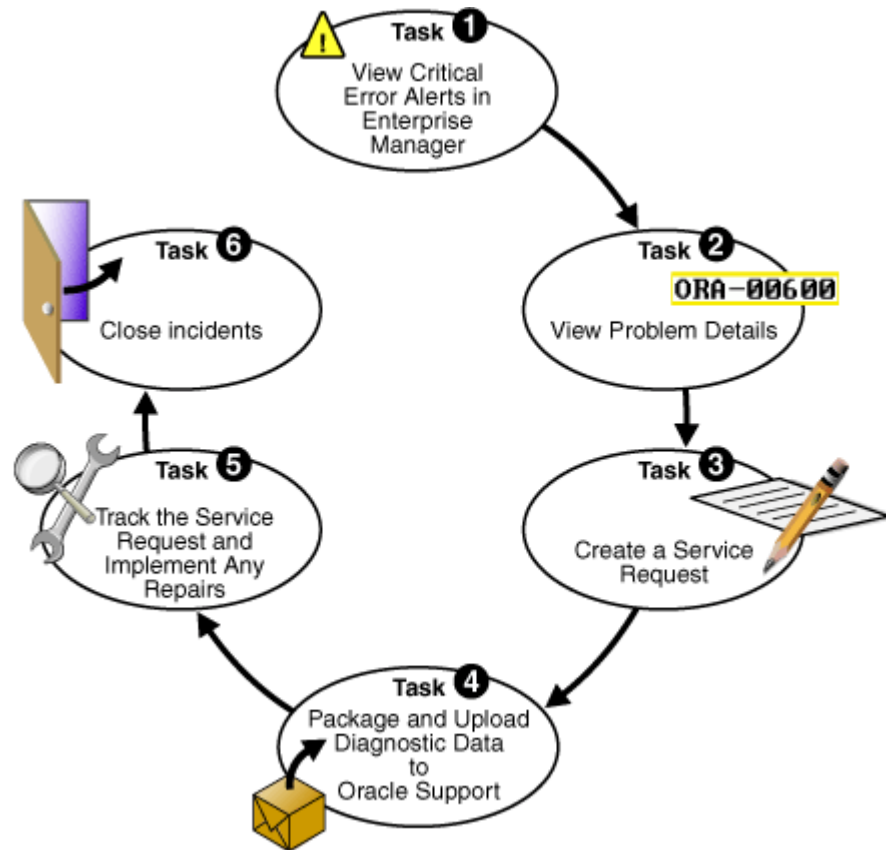 Task 1
View Critical
Error Alerts in
Enterprise
Manager
Task 2
ORA-00600
View Problem Details
Task 3
Create a Service
Request
Task 4
Package and Upload
Diagnostic Data
to
Oracle Support
Task 5
Track the Service
Request and
Implement Any
Repairs
Task 6
Close incidents